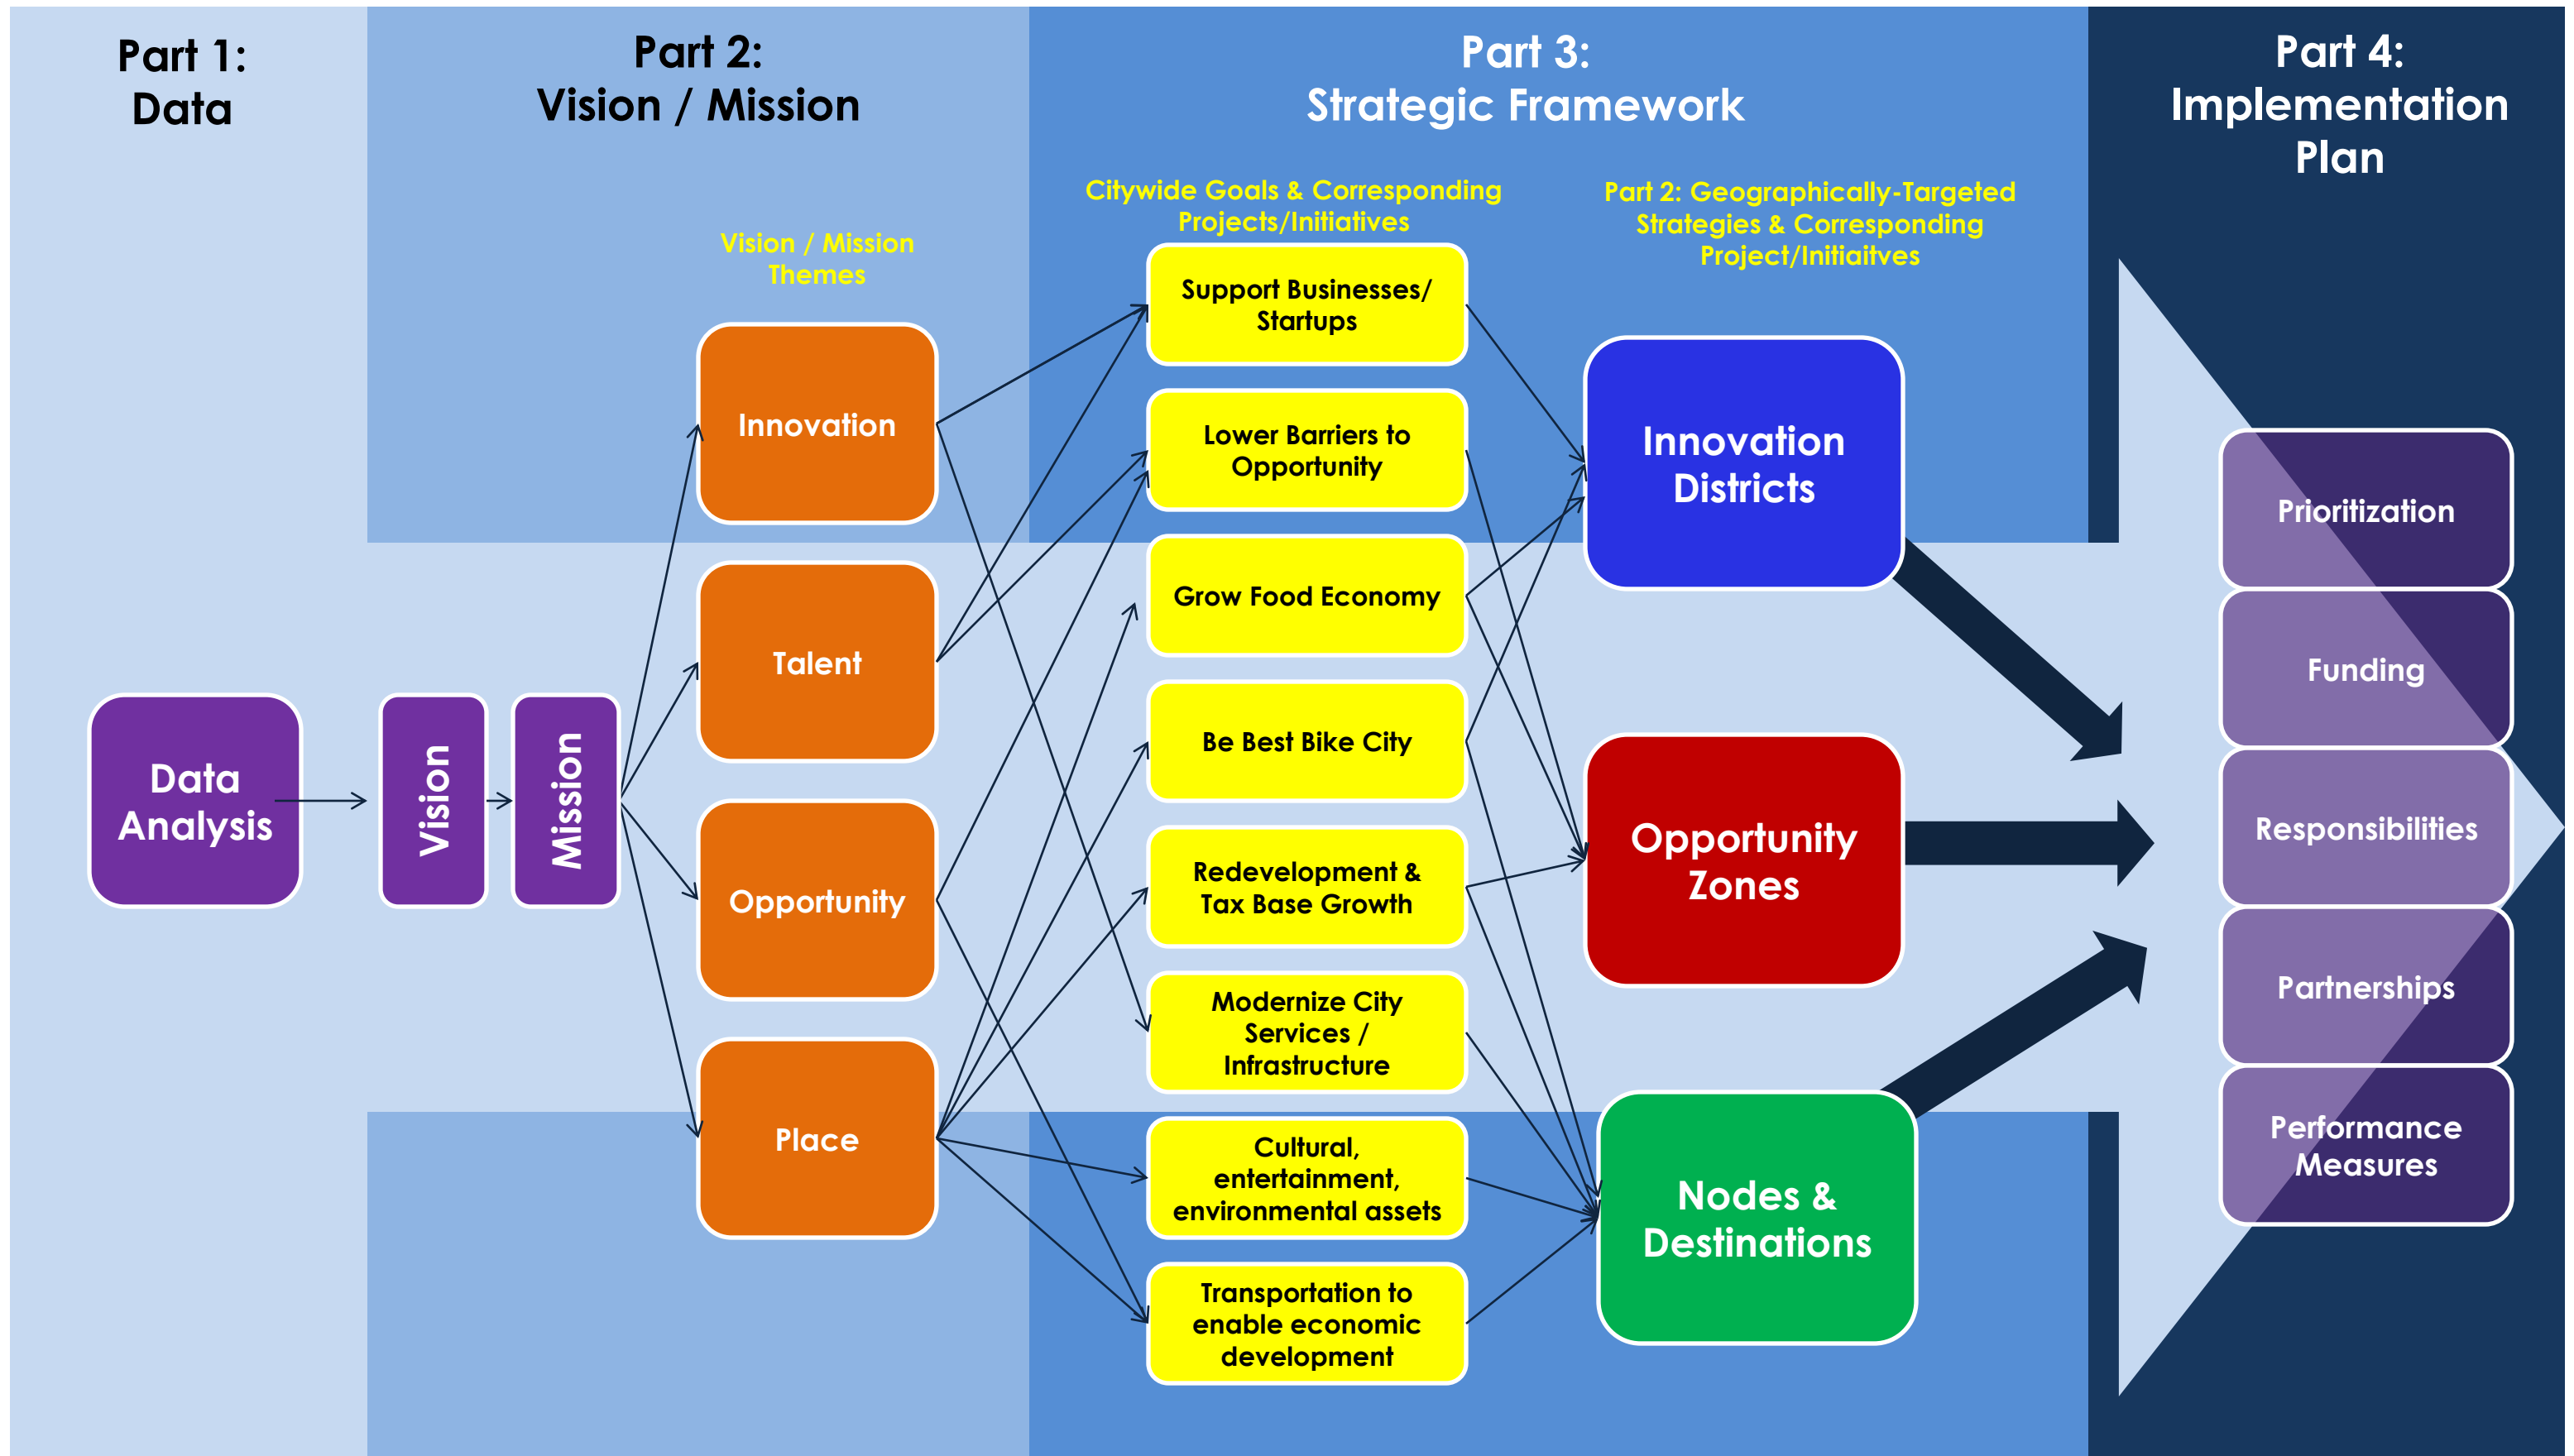 Part 1:
Data
Part 2:
Vision / Mission
Part 3:
Strategic Framework
Part 4:
Implementation
Plan
Vision / Mission
Themes
Citywide Goals & Corresponding
Projects/Initiatives
Part 2: Geographically-Targeted
Strategies & Corresponding
Project/Initiaitves
Data
Analysis
Vision
Mission
Innovation
Talent
Opportunity
Place
Support Businesses/
Startups
Lower Barriers to
Opportunity
Grow Food Economy
Be Best Bike City
Redevelopment &
Tax Base Growth
Modernize City
Services /
Infrastructure
Cultural,
entertainment,
environmental assets
Transportation to
enable economic
development
Innovation
Districts
Opportunity
Zones
Nodes &
Destinations
Prioritization
Funding
Responsibilities
Partnerships
Performance
Measures